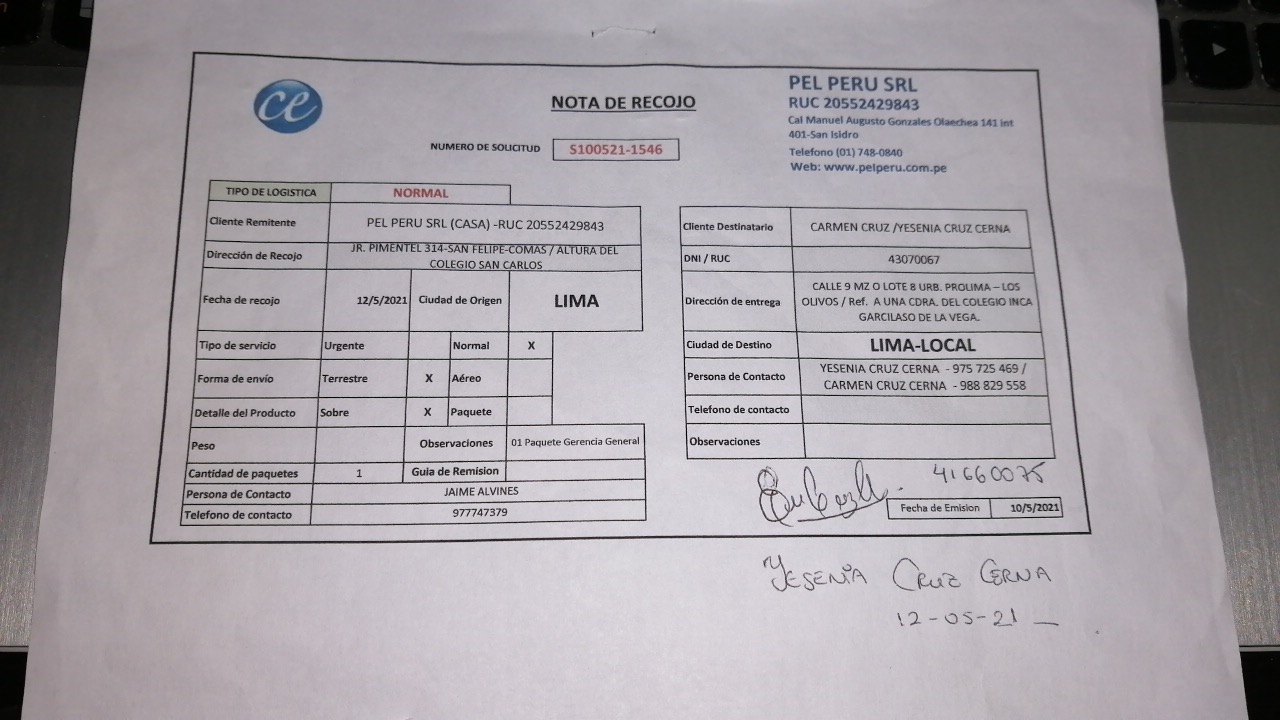 ce
NOTA DE RECOJO
PEL PERU SRL
RUC 20552429843
Cal Manuel Augusto Gonzales Olaechea 141 int
401-San Isidro
Telefono (01) 748-0840
Web: www.pelperu.com.pe
NUMERO DE SOLICITUD S100521-1546
TIPO DE LOGISTICA NORMAL
Cliente Remitente PEL PERU SRL (CASA) -RUC 20552429843
Dirección de Recojo JR. PIMENTEL 314-SAN FELIPE-COMAS / ALTURA DEL
COLEGIO SAN CARLOS
Fecha de recojo 12/5/2021 Ciudad de Origen LIMA
Tipo de servicio Urgente Normal X
Forma de envío Terrestre X Aéreo
Detalle del Producto Sobre X Paquete
Peso Observaciones 01 Paquete Gerencia General
Cantidad de paquetes 1 Guia de Remision
Persona de Contacto JAIME ALVINES
Telefono de contacto 977747379
Cliente Destinatario CARMEN CRUZ /YESENIA CRUZ CERNA
DNI / RUC 43070067
Dirección de entrega CALLE 9 MZ O LOTE 8 URB. PROLIMA – LOS
OLIVOS / Ref. A UNA CDRA. DEL COLEGIO INCA
GARCILASO DE LA VEGA.
Ciudad de Destino LIMA-LOCAL
Persona de Contacto YESENIA CRUZ CERNA - 975 725 469 /
CARMEN CRUZ CERNA - 988 829 558
Telefono de contacto
Observaciones
41660075
Fecha de Emision 10/5/2021
YESENIA CRUZ CERNA
12-05-21